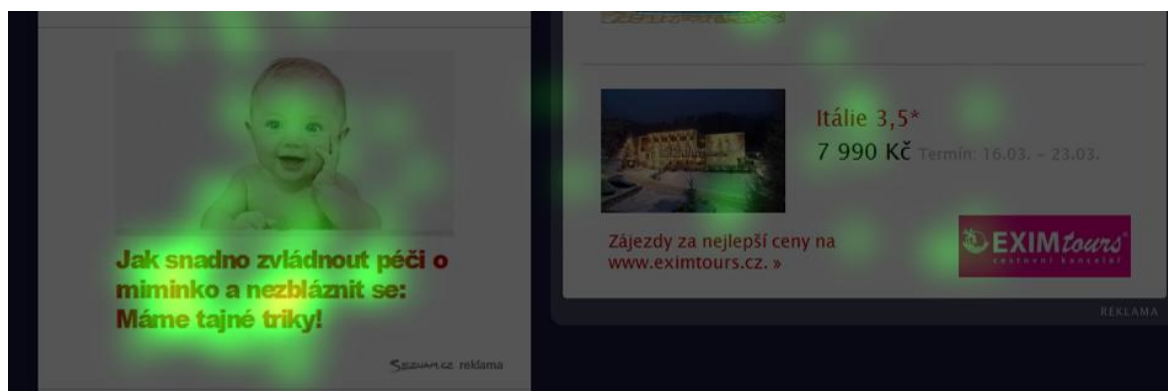 Jak snadno zvládnout péči o
miminko a nezbláznit se:
Máme tajné triky!
SEZNAM.CZ reklama
Itálie 3,5*
7 990 Kč Termín: 16.03. – 23.03.
Zájezdy za nejlepší ceny na
www.eximtours.cz. »
EXIMtours
cestovní kancelář
REKLAMA